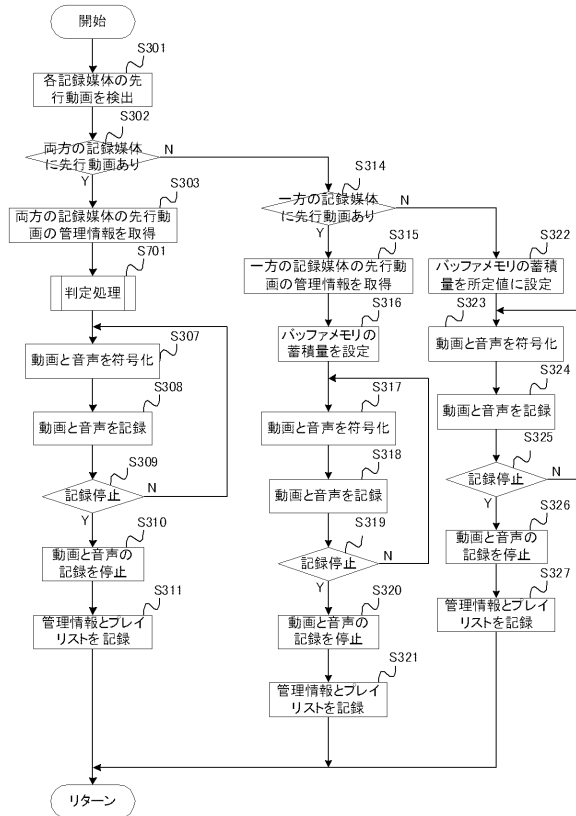 開始
S301
各記録媒体の先
行動画を検出
S302
両方の記録媒体
に先行動画あり
N
Y
S303
両方の記録媒体の先行動
画の管理情報を取得
S701
判定処理
S307
動画と音声を符号化
S308
動画と音声を記録
S309
記録停止
N
Y
S310
動画と音声の
記録を停止
S311
管理情報とプレイ
リストを記録
リターン
S314
一方の記録媒体
に先行動画あり
N
Y
S315
一方の記録媒体の先行動
画の管理情報を取得
S316
バッファメモリの
蓄積量を設定
S317
動画と音声を符号化
S318
動画と音声を記録
S319
記録停止
N
Y
S320
動画と音声の
記録を停止
S321
管理情報とプレイ
リストを記録
S322
バッファメモリの蓄積
量を所定値に設定
S323
動画と音声を符号化
S324
動画と音声を記録
S325
記録停止
N
Y
S326
動画と音声の
記録を停止
S327
管理情報とプレイ
リストを記録